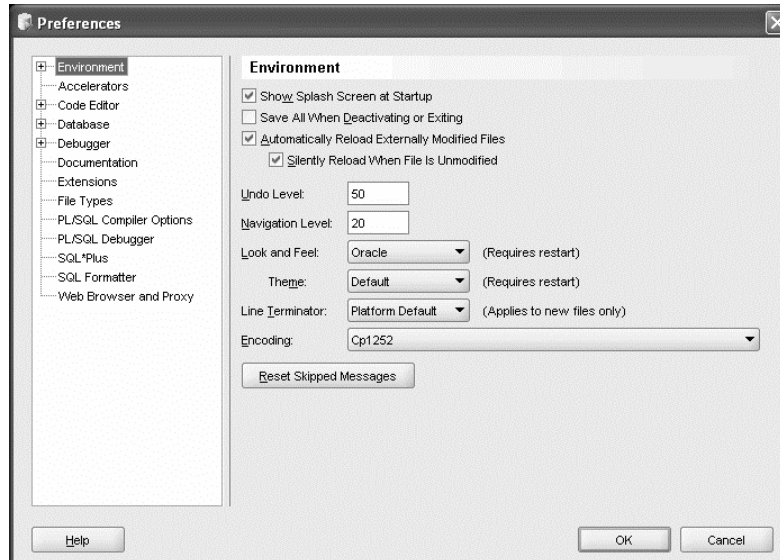 Preferences
Environment
Accelerators
Code Editor
Database
Debugger
Documentation
Extensions
File Types
PL/SQL Compiler Options
PL/SQL Debugger
SQL*Plus
SQL Formatter
Web Browser and Proxy
Environment
Show Splash Screen at Startup
Save All When Deactivating or Exiting
Automatically Reload Externally Modified Files
Silently Reload When File Is Unmodified
Undo Level: 50
Navigation Level: 20
Look and Feel: Oracle (Requires restart)
Theme: Default (Requires restart)
Line Terminator: Platform Default (Applies to new files only)
Encoding: Cp1252
Reset Skipped Messages
Help OK Cancel